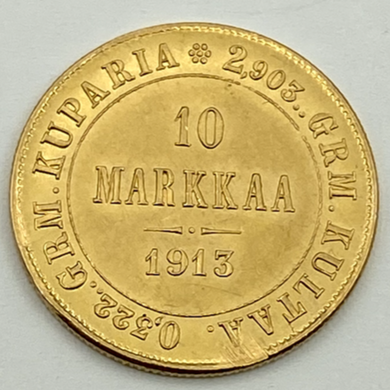 10
MARKKAA
1913
2,903..GRM.KULTAA.
0,322..GRM.KUPARIA